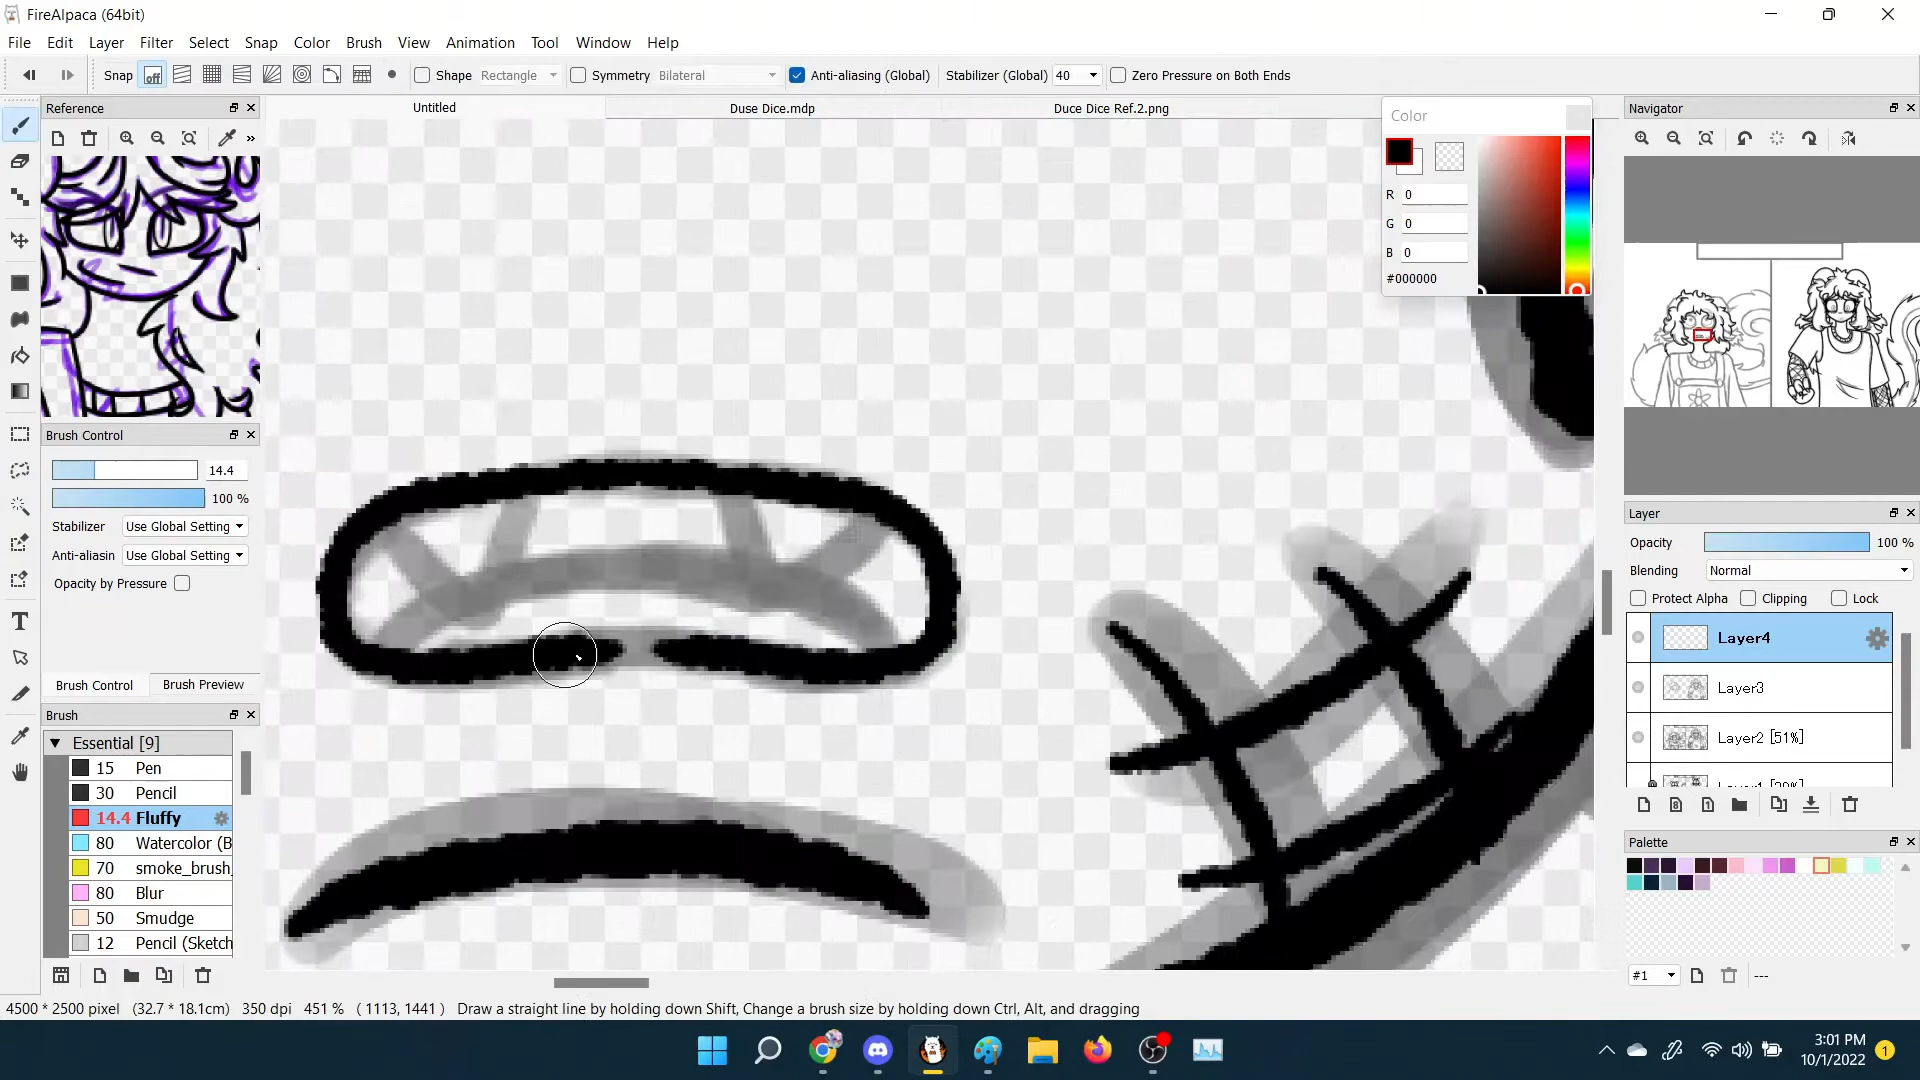 FireAlpaca (64bit)
File Edit Layer Filter Select Snap Color Brush View Animation Tool Window Help
Snap off Shape Rectangle Symmetry Bilateral Anti-aliasing (Global) Stabilizer (Global) 40 Zero Pressure on Both Ends
Reference
Untitled Duse Dice.mdp Duce Dice Ref.2.png
Color
R 0
G 0
B 0
#000000
Navigator
Brush Control
14.4
100 %
Stabilizer Use Global Setting
Anti-aliasin Use Global Setting
Opacity by Pressure
Brush Control Brush Preview
Brush
Essential [9]
15 Pen
30 Pencil
14.4 Fluffy
80 Watercolor (B
70 smoke_brush_
80 Blur
50 Smudge
12 Pencil (Sketch
Layer
Opacity 100 %
Blending Normal
Protect Alpha Clipping Lock
Layer4
Layer3
Layer2 [51%]
Palette
#1 ---
4500 * 2500 pixel (32.7 * 18.1cm) 350 dpi 451 % ( 1113, 1441 ) Draw a straight line by holding down Shift, Change a brush size by holding down Ctrl, Alt, and dragging
3:01 PM
10/1/2022
1